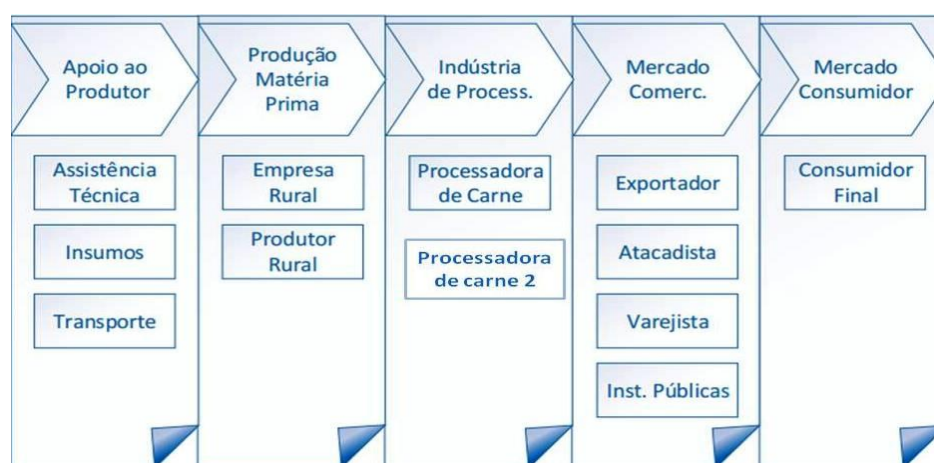 Apoio ao
Produtor
Produção
Matéria
Prima
Indústria
de Process.
Mercado
Comerc.
Mercado
Consumidor
Assistência
Técnica
Insumos
Transporte
Empresa
Rural
Produtor
Rural
Processadora
de Carne
Processadora
de carne 2
Exportador
Atacadista
Varejista
Inst. Públicas
Consumidor
Final